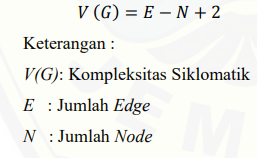 V (G) = E − N + 2
Keterangan :
V(G): Kompleksitas Siklomatik
E : Jumlah Edge
N : Jumlah Node